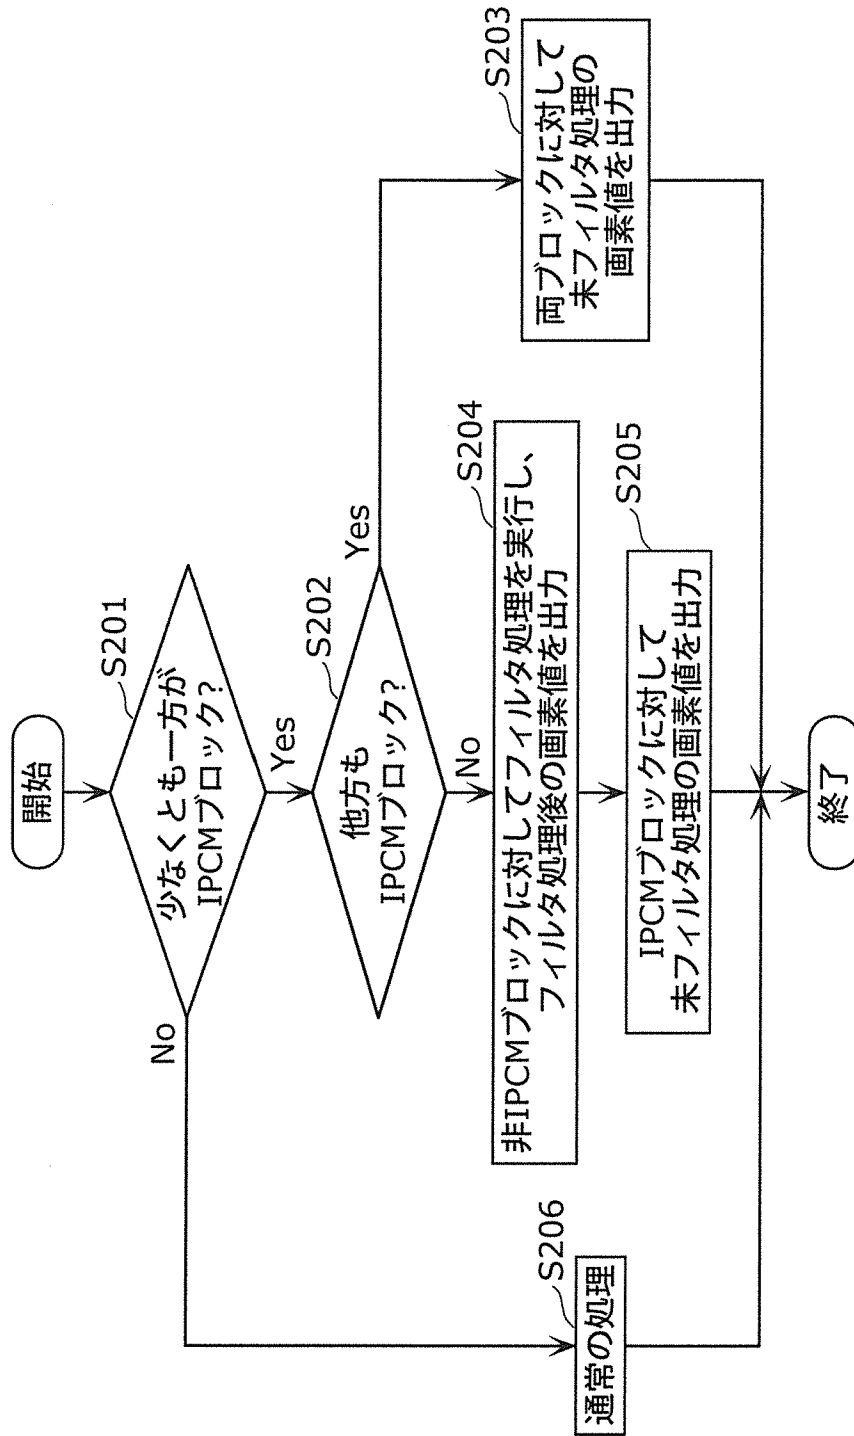 開始
S201
少なくとも一方が
IPCMブロック?
No
Yes
S202
他方も
IPCMブロック?
Yes
No
S203
両ブロックに対して
未フィルタ処理の
画素値を出力
S204
非IPCMブロックに対してフィルタ処理を実行し、
フィルタ処理後の画素値を出力
S205
IPCMブロックに対して
未フィルタ処理の画素値を出力
S206
通常の処理
終了